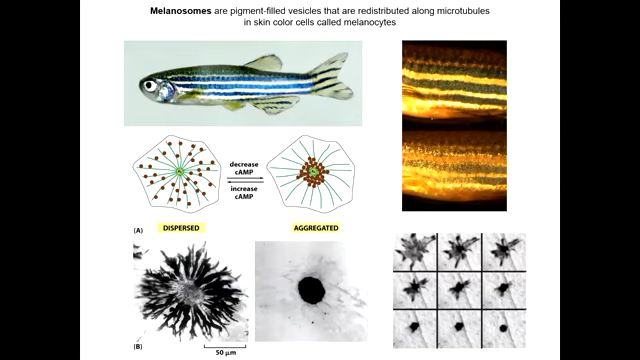 Melanosomes are pigment-filled vesicles that are redistributed along microtubules
in skin color cells called melanocytes
decrease
cAMP
increase
cAMP
(A)
DISPERSED
AGGREGATED
(B)
50 μm